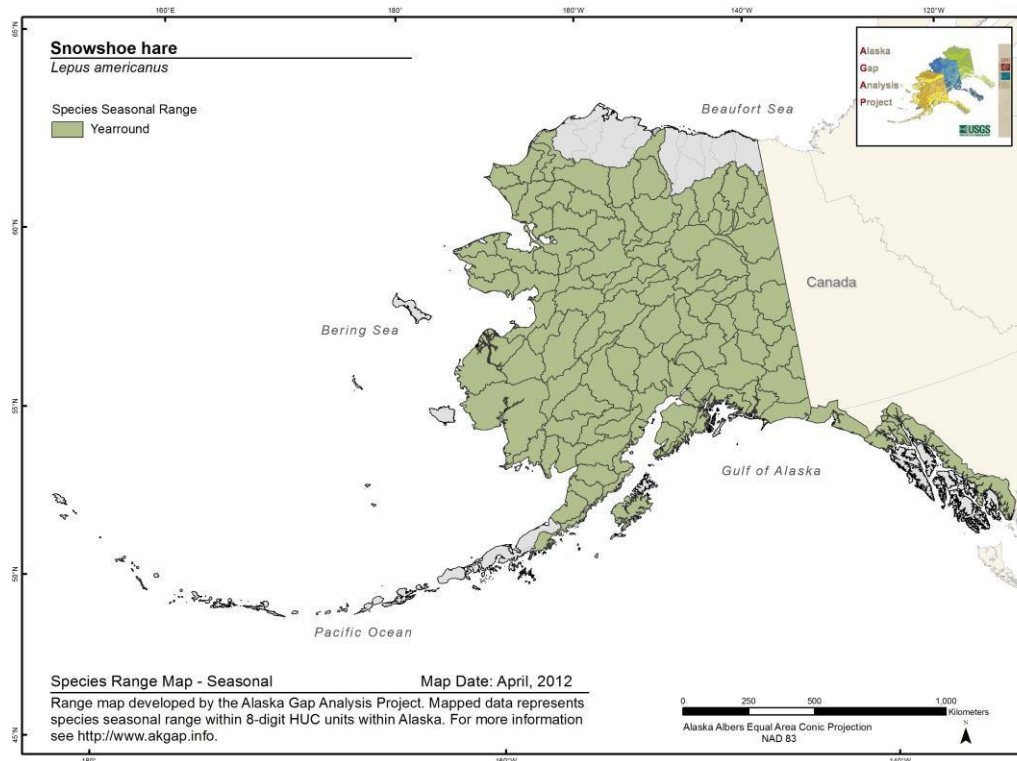 160°E
180°
160°W
140°W
120°W
65°N
Snowshoe hare
Lepus americanus
Species Seasonal Range
Yearround
Alaska
Gap
Analysis
Project
USGS
Beaufort Sea
60°N
Canada
Bering Sea
55°N
Gulf of Alaska
50°N
Pacific Ocean
Species Range Map - Seasonal
Map Date: April, 2012
Range map developed by the Alaska Gap Analysis Project. Mapped data represents
species seasonal range within 8-digit HUC units within Alaska. For more information
see http://www.akgap.info.
0 250 500 1,000
Kilometers
Alaska Albers Equal Area Conic Projection
NAD 83
N
45°N
180°
160°W
140°W